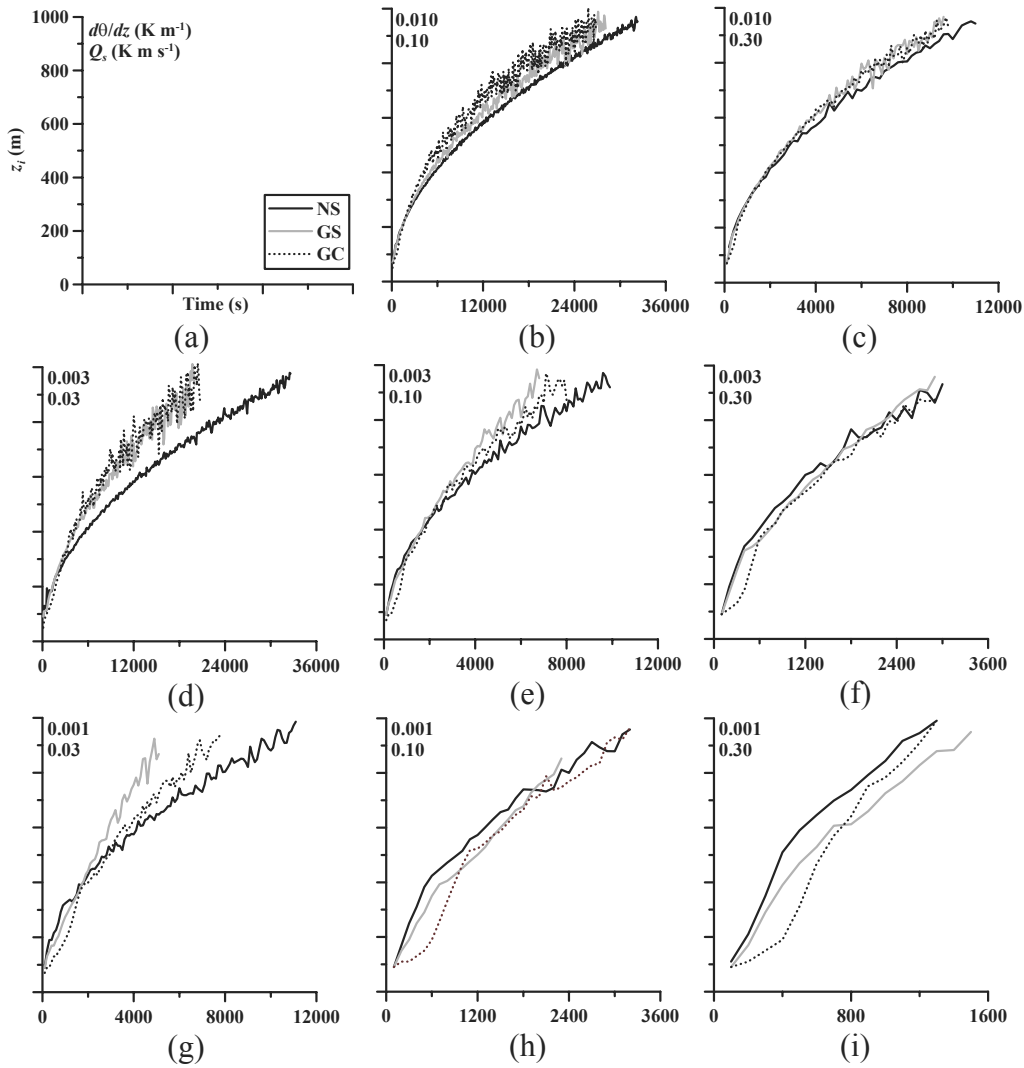 1000
800
600
400
200
0
z_i (m)
dθ/dz (K m⁻¹)
Q_s (K m s⁻¹)
NS
GS
GC
Time (s)
(a)
0.010
0.10
0 12000 24000 36000
(b)
0.010
0.30
0 4000 8000 12000
(c)
0.003
0.03
0 12000 24000 36000
(d)
0.003
0.10
0 4000 8000 12000
(e)
0.003
0.30
0 1200 2400 3600
(f)
0.001
0.03
0 4000 8000 12000
(g)
0.001
0.10
0 1200 2400 3600
(h)
0.001
0.30
0 800 1600
(i)